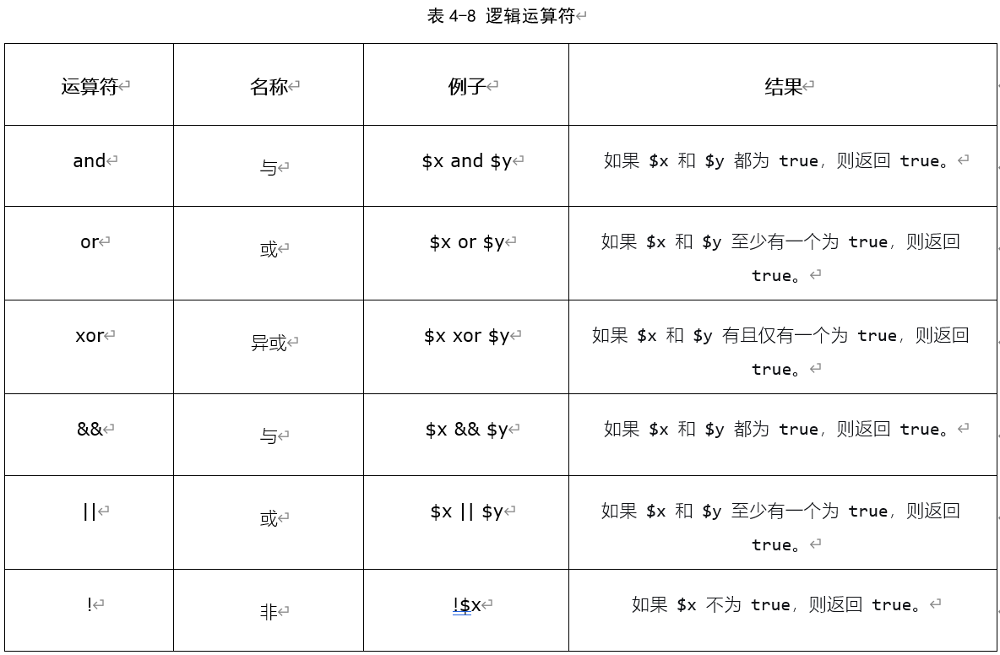 表 4-8 逻辑运算符
运算符 名称 例子 结果
and 与 $x and $y 如果 $x 和 $y 都为 true，则返回 true。
or 或 $x or $y 如果 $x 和 $y 至少有一个为 true，则返回
true。
xor 异或 $x xor $y 如果 $x 和 $y 有且仅有一个为 true，则返回
true。
&& 与 $x && $y 如果 $x 和 $y 都为 true，则返回 true。
|| 或 $x || $y 如果 $x 和 $y 至少有一个为 true，则返回
true。
! 非 !$x 如果 $x 不为 true，则返回 true。